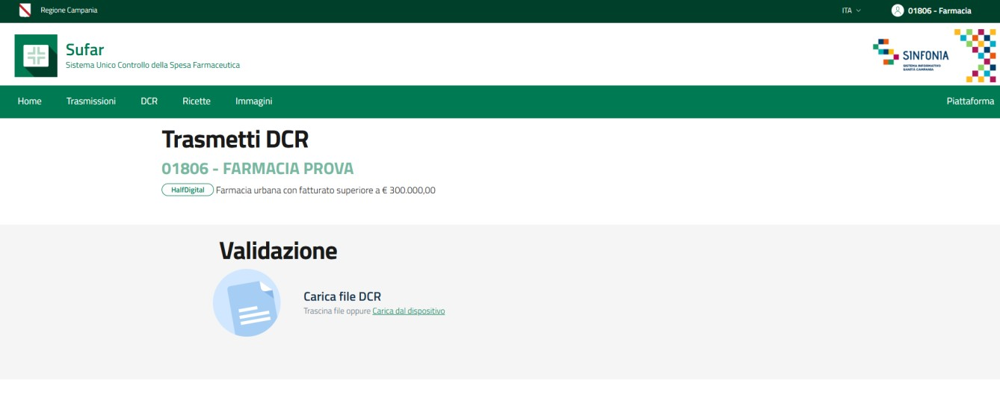 Regione Campania
ITA
01806 - Farmacia
Sufar
Sistema Unico Controllo della Spesa Farmaceutica
SINFONIA
SISTEMA INFORMATIVO
SANITÀ CAMPANIA
Home
Trasmissioni
DCR
Ricette
Immagini
Piattaforma
Trasmetti DCR
01806 - FARMACIA PROVA
HalfDigital Farmacia urbana con fatturato superiore a € 300.000,00
Validazione
Carica file DCR
Trascina file oppure Carica dal dispositivo